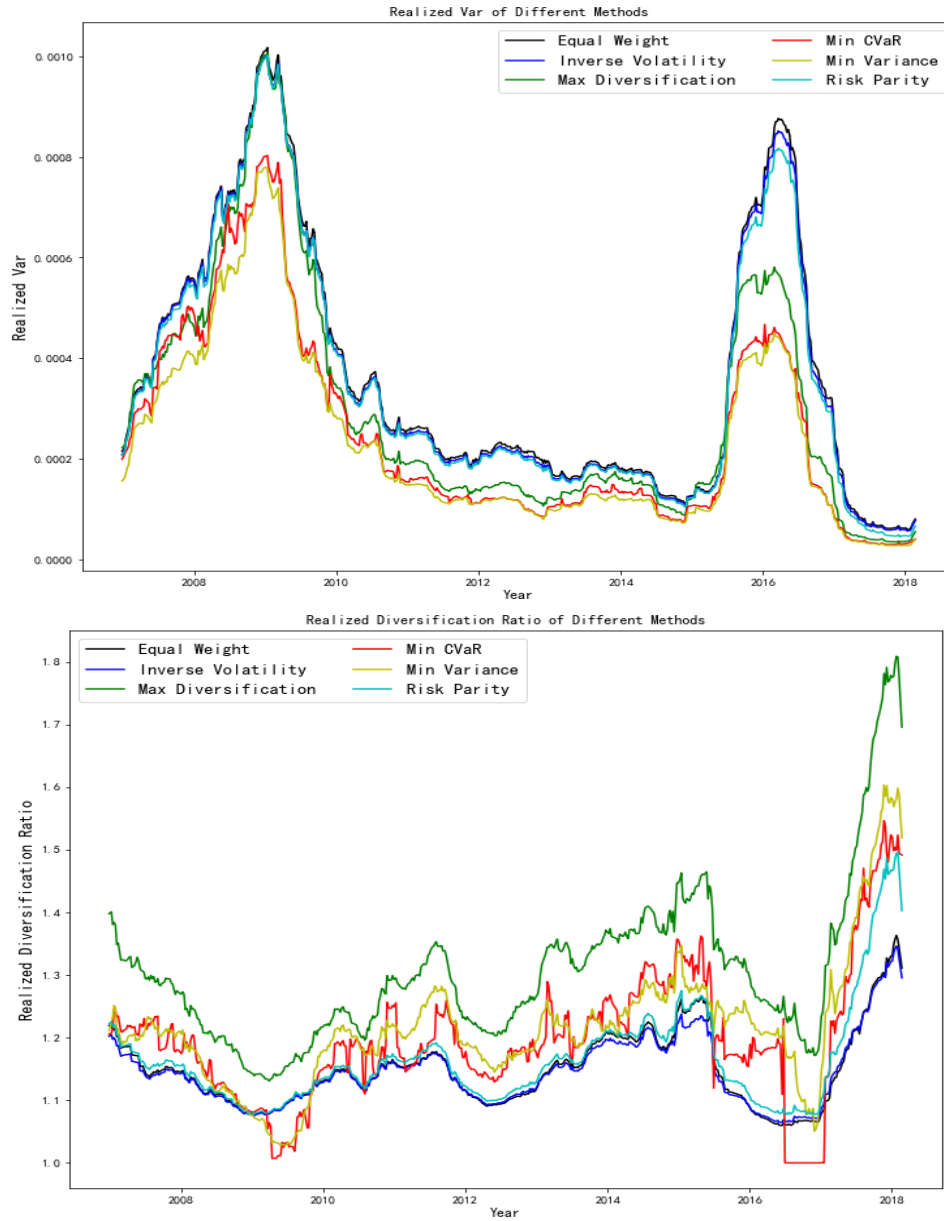 Realized Var of Different Methods
Equal Weight Min CVaR
Inverse Volatility Min Variance
Max Diversification Risk Parity
0.0010
0.0008
0.0006
0.0004
0.0002
0.0000
Realized Var
2008 2010 2012 2014 2016 2018
Year
Realized Diversification Ratio of Different Methods
Equal Weight Min CVaR
Inverse Volatility Min Variance
Max Diversification Risk Parity
1.8
1.7
1.6
1.5
1.4
1.3
1.2
1.1
1.0
Realized Diversification Ratio
2008 2010 2012 2014 2016 2018
Year